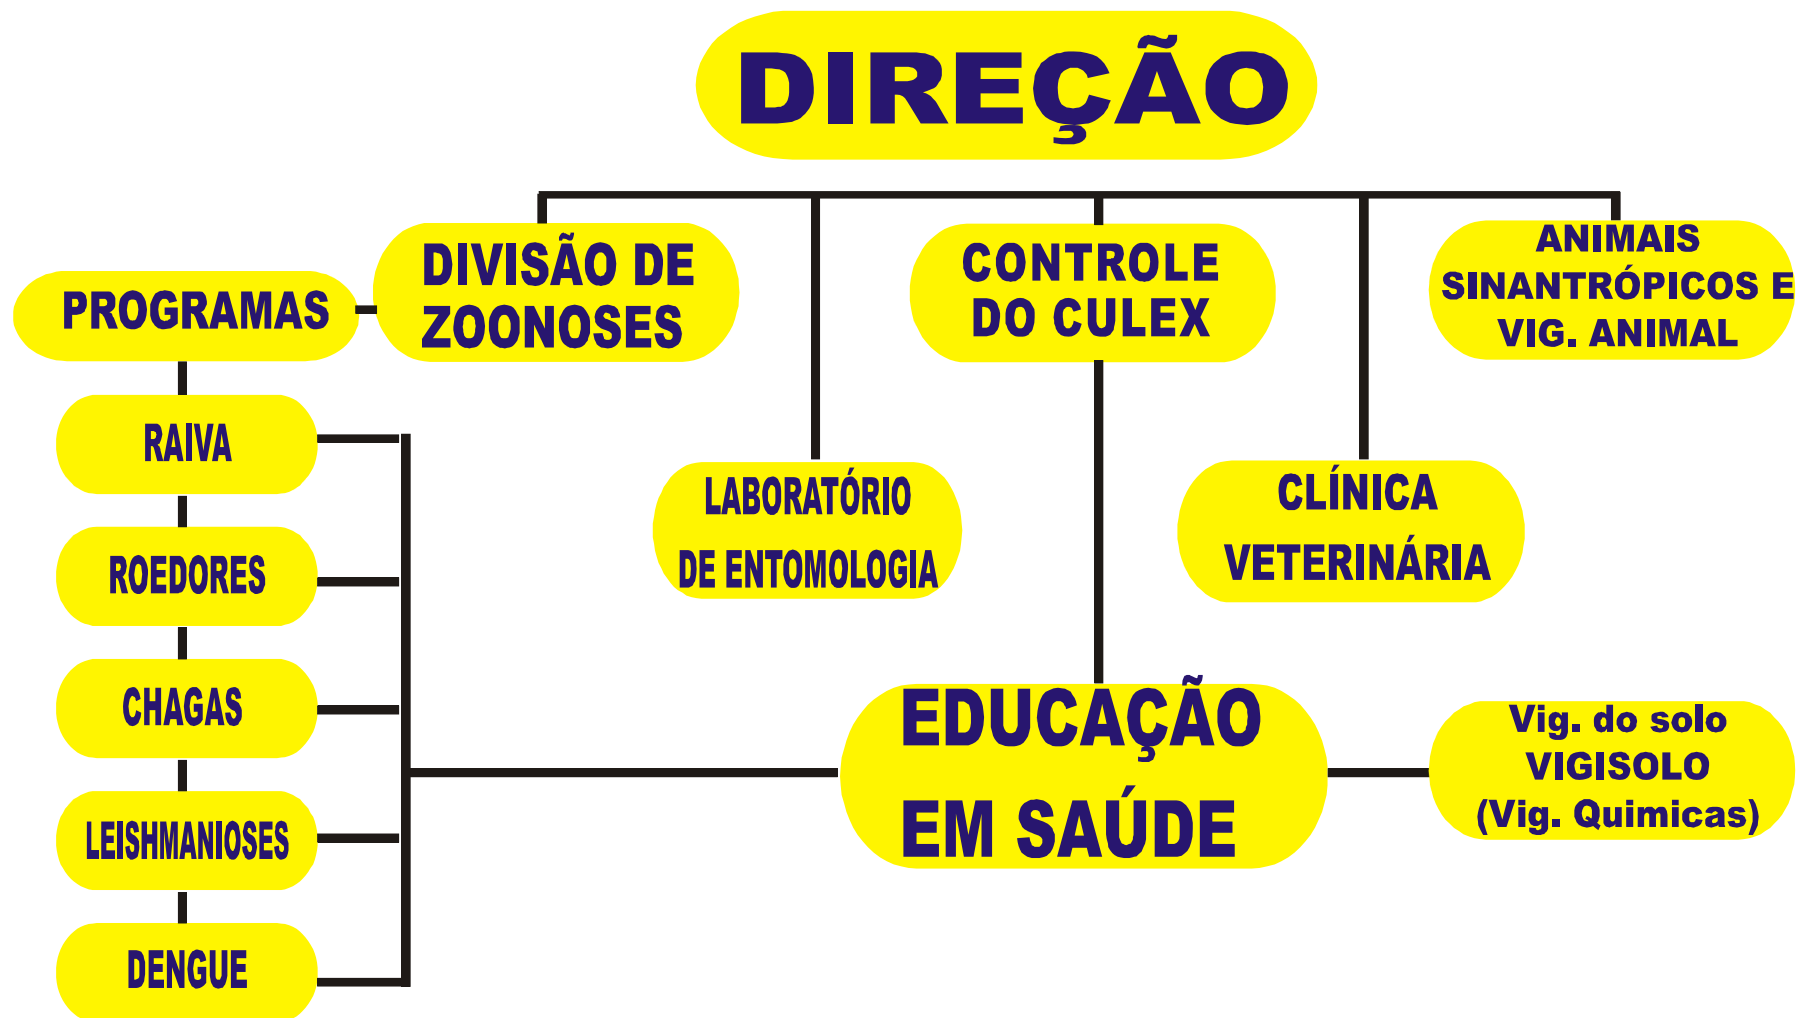 DIREÇÃO
DIVISÃO DE
ZOONOSES
CONTROLE
DO CULEX
ANIMAIS
SINANTRÓPICOS E
VIG. ANIMAL
PROGRAMAS
RAIVA
ROEDORES
CHAGAS
LEISHMANIOSES
DENGUE
LABORATÓRIO
DE ENTOMOLOGIA
CLÍNICA
VETERINÁRIA
EDUCAÇÃO
EM SAÚDE
Vig. do solo
VIGISOLO
(Vig. Quimicas)